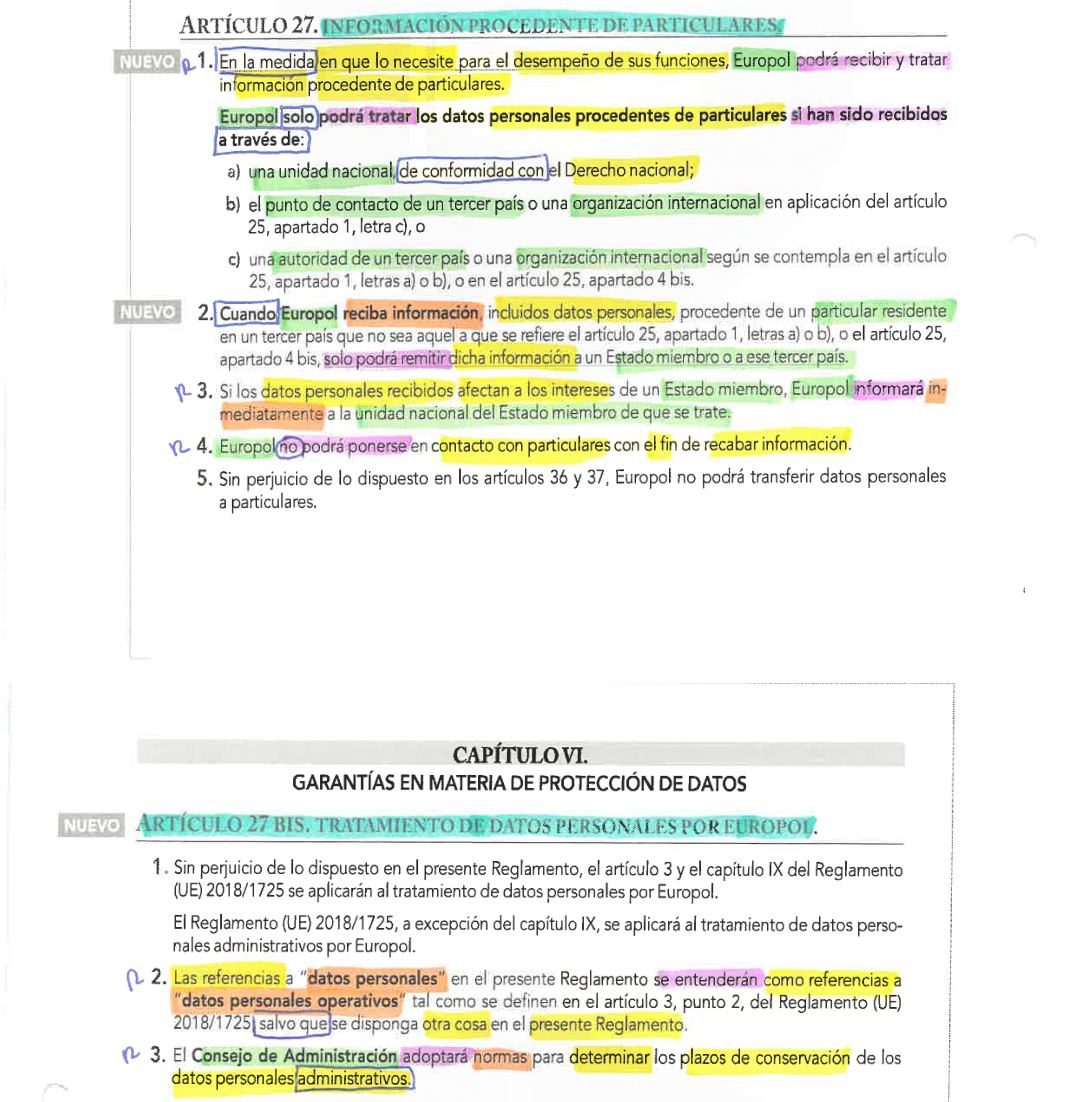 ARTÍCULO 27. INFORMACIÓN PROCEDENTE DE PARTICULARES.
NUEVO 1. En la medida en que lo necesite para el desempeño de sus funciones, Europol podrá recibir y tratar
información procedente de particulares.
Europol solo podrá tratar los datos personales procedentes de particulares si han sido recibidos
a través de:
a) una unidad nacional, de conformidad con el Derecho nacional;
b) el punto de contacto de un tercer país o una organización internacional en aplicación del artículo
25, apartado 1, letra c), o
c) una autoridad de un tercer país o una organización internacional según se contempla en el artículo
25, apartado 1, letras a) o b), o en el artículo 25, apartado 4 bis.
NUEVO 2. Cuando Europol reciba información, incluidos datos personales, procedente de un particular residente
en un tercer país que no sea aquel a que se refiere el artículo 25, apartado 1, letras a) o b), o el artículo 25,
apartado 4 bis, solo podrá remitir dicha información a un Estado miembro o a ese tercer país.
3. Si los datos personales recibidos afectan a los intereses de un Estado miembro, Europol informará in-
mediatamente a la unidad nacional del Estado miembro de que se trate.
4. Europol no podrá ponerse en contacto con particulares con el fin de recabar información.
5. Sin perjuicio de lo dispuesto en los artículos 36 y 37, Europol no podrá transferir datos personales
a particulares.
CAPÍTULO VI.
GARANTÍAS EN MATERIA DE PROTECCIÓN DE DATOS
NUEVO ARTÍCULO 27 BIS. TRATAMIENTO DE DATOS PERSONALES POR EUROPOL.
1. Sin perjuicio de lo dispuesto en el presente Reglamento, el artículo 3 y el capítulo IX del Reglamento
(UE) 2018/1725 se aplicarán al tratamiento de datos personales por Europol.
El Reglamento (UE) 2018/1725, a excepción del capítulo IX, se aplicará al tratamiento de datos perso-
nales administrativos por Europol.
2. Las referencias a "datos personales" en el presente Reglamento se entenderán como referencias a
"datos personales operativos" tal como se definen en el artículo 3, punto 2, del Reglamento (UE)
2018/1725, salvo que se disponga otra cosa en el presente Reglamento.
3. El Consejo de Administración adoptará normas para determinar los plazos de conservación de los
datos personales administrativos.